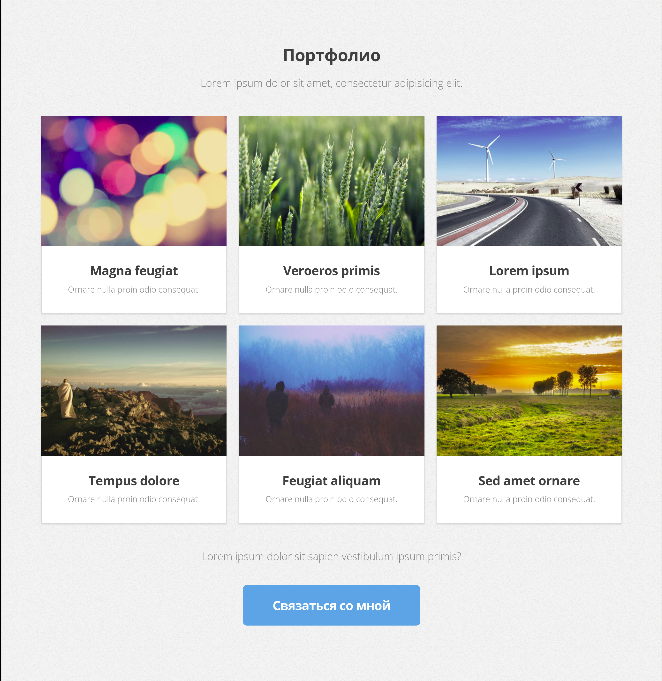 Портфолио
Lorem ipsum dolor sit amet, consectetur adipisicing elit.
Magna feugiat
Veroeros primis
Lorem ipsum
Ornare nulla proin odio consequat.
Ornare nulla proin odio consequat.
Ornare nulla proin odio consequat.
Tempus dolore
Feugiat aliquam
Sed amet ornare
Ornare nulla proin odio consequat.
Ornare nulla proin odio consequat.
Ornare nulla proin odio consequat.
Lorem ipsum dolor sit sapien vestibulum ipsum primis?
Связаться со мной